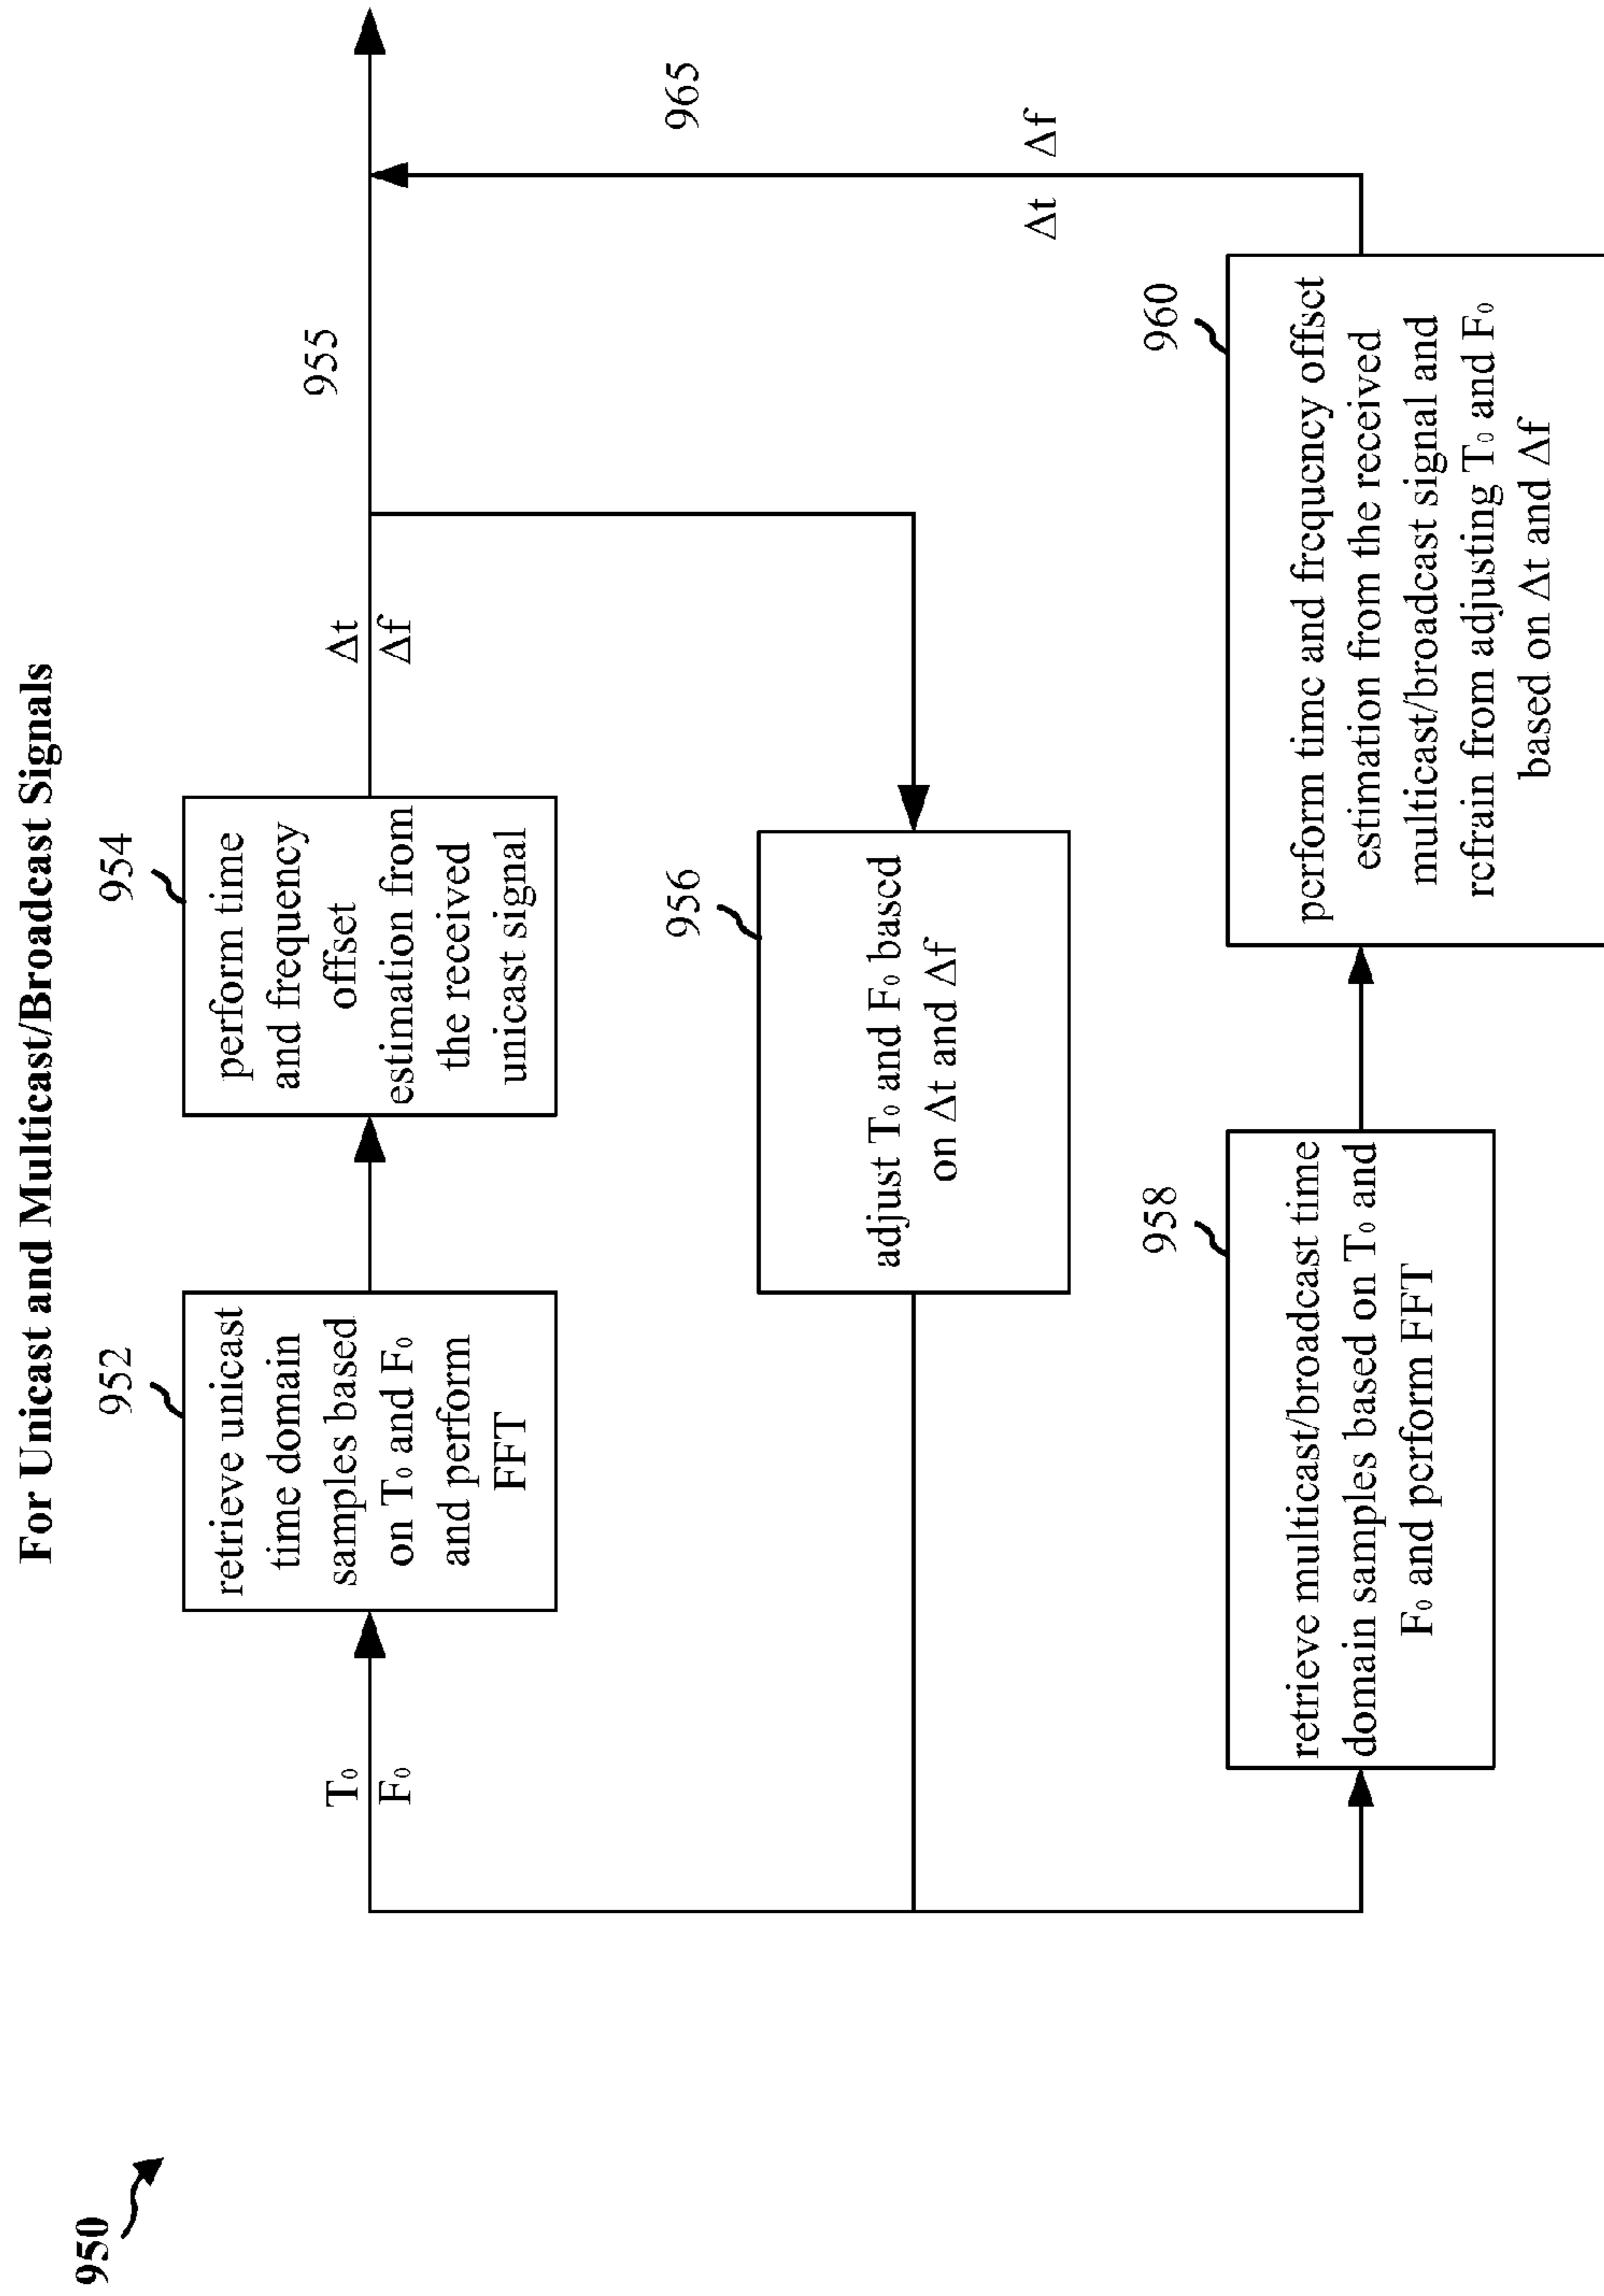 For Unicast and Multicast/Broadcast Signals
950
952
retrieve unicast
time domain
samples based
on T₀ and F₀
and perform
FFT
T₀
F₀
954
perform time
and frequency
offset
estimation from
the received
unicast signal
Δt
Δf
955
956
adjust T₀ and F₀ based
on Δt and Δf
965
Δt
Δf
958
retrieve multicast/broadcast time
domain samples based on T₀ and
F₀ and perform FFT
960
perform time and frequency offset
estimation from the received
multicast/broadcast signal and
refrain from adjusting T₀ and F₀
based on Δt and Δf